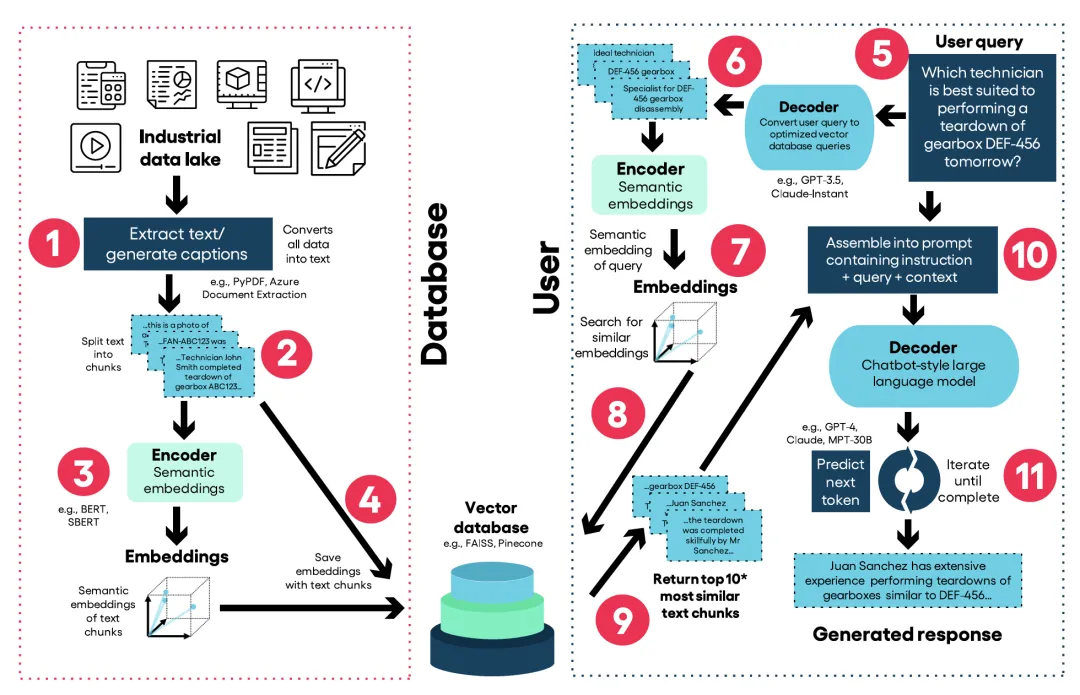 Industrial
data lake
1
Extract text/
generate captions
Converts
all data
into text
e.g., PyPDF, Azure
Document Extraction
Split text
into
chunks
...this is a photo of
...FAN-ABC123 was
...Technician John
Smith completed
teardown of
gearbox ABC123...
2
3
Encoder
Semantic
embeddings
e.g., BERT,
SBERT
4
Embeddings
Semantic
embeddings
of text
chunks
Save
embeddings
with text chunks
Database
Vector
database
e.g., FAISS, Pinecone
User
User query
5
Which technician
is best suited to
performing a
teardown of
gearbox DEF-456
tomorrow?
Decoder
Convert user query to
optimized vector
database queries
e.g., GPT-3.5,
Claude-Instant
6
Ideal technician
DEF-456 gearbox
Specialist for DEF-
456 gearbox
disassembly
Encoder
Semantic
embeddings
Semantic
embedding
of query
7
Embeddings
Search for
similar
embeddings
8
9
...gearbox DEF-456
...Juan Sanchez
...the teardown
was completed
skillfully by Mr
Sanchez...
Return top 10*
most similar
text chunks
Assemble into prompt
containing instruction
+ query + context
10
Decoder
Chatbot-style large
language model
e.g., GPT-4,
Claude, MPT-30B
Predict
next
token
Iterate
until
complete
11
Juan Sanchez has extensive
experience performing teardowns of
gearboxes similar to DEF-456...
Generated response